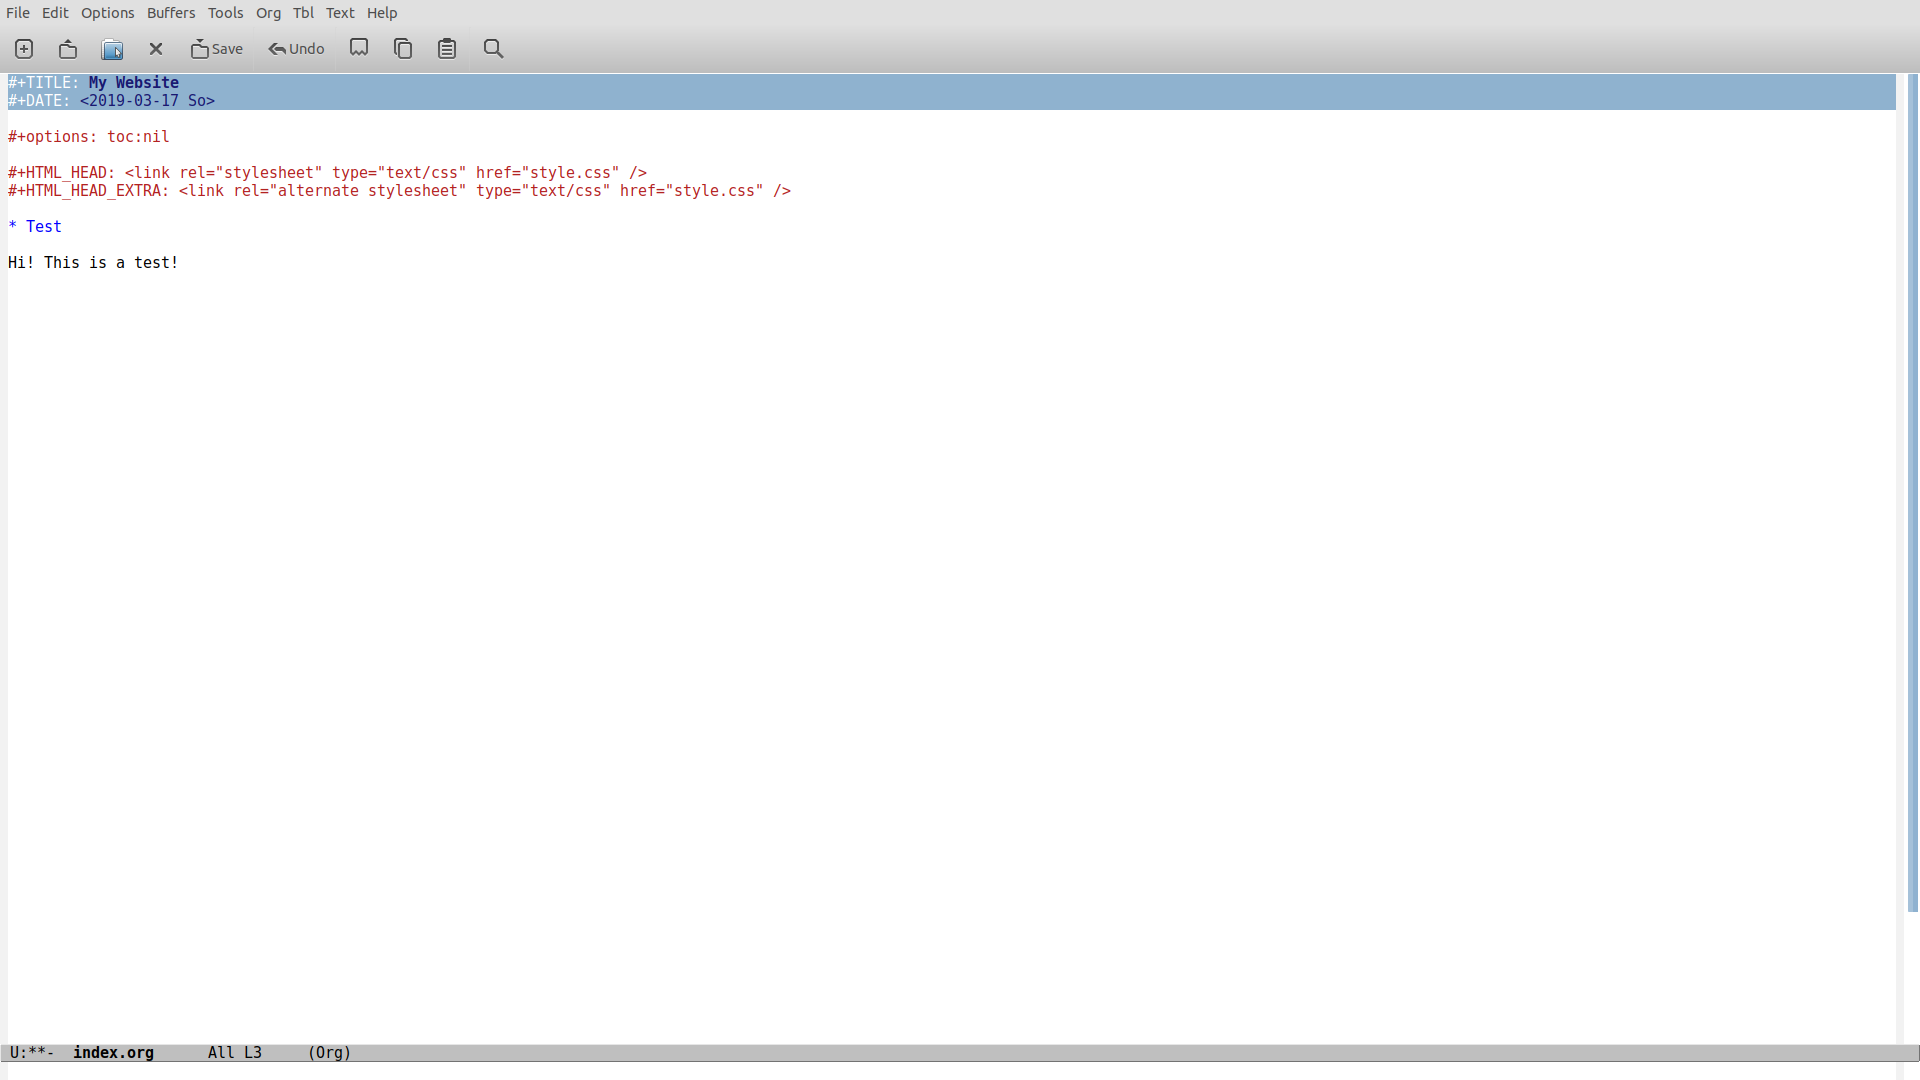 File Edit Options Buffers Tools Org Tbl Text Help
Save Undo
#+TITLE: My Website
#+DATE: <2019-03-17 So>
#+options: toc:nil
#+HTML_HEAD: <link rel="stylesheet" type="text/css" href="style.css" />
#+HTML_HEAD_EXTRA: <link rel="alternate stylesheet" type="text/css" href="style.css" />
* Test
Hi! This is a test!
U:**-  index.org      All L3     (Org)